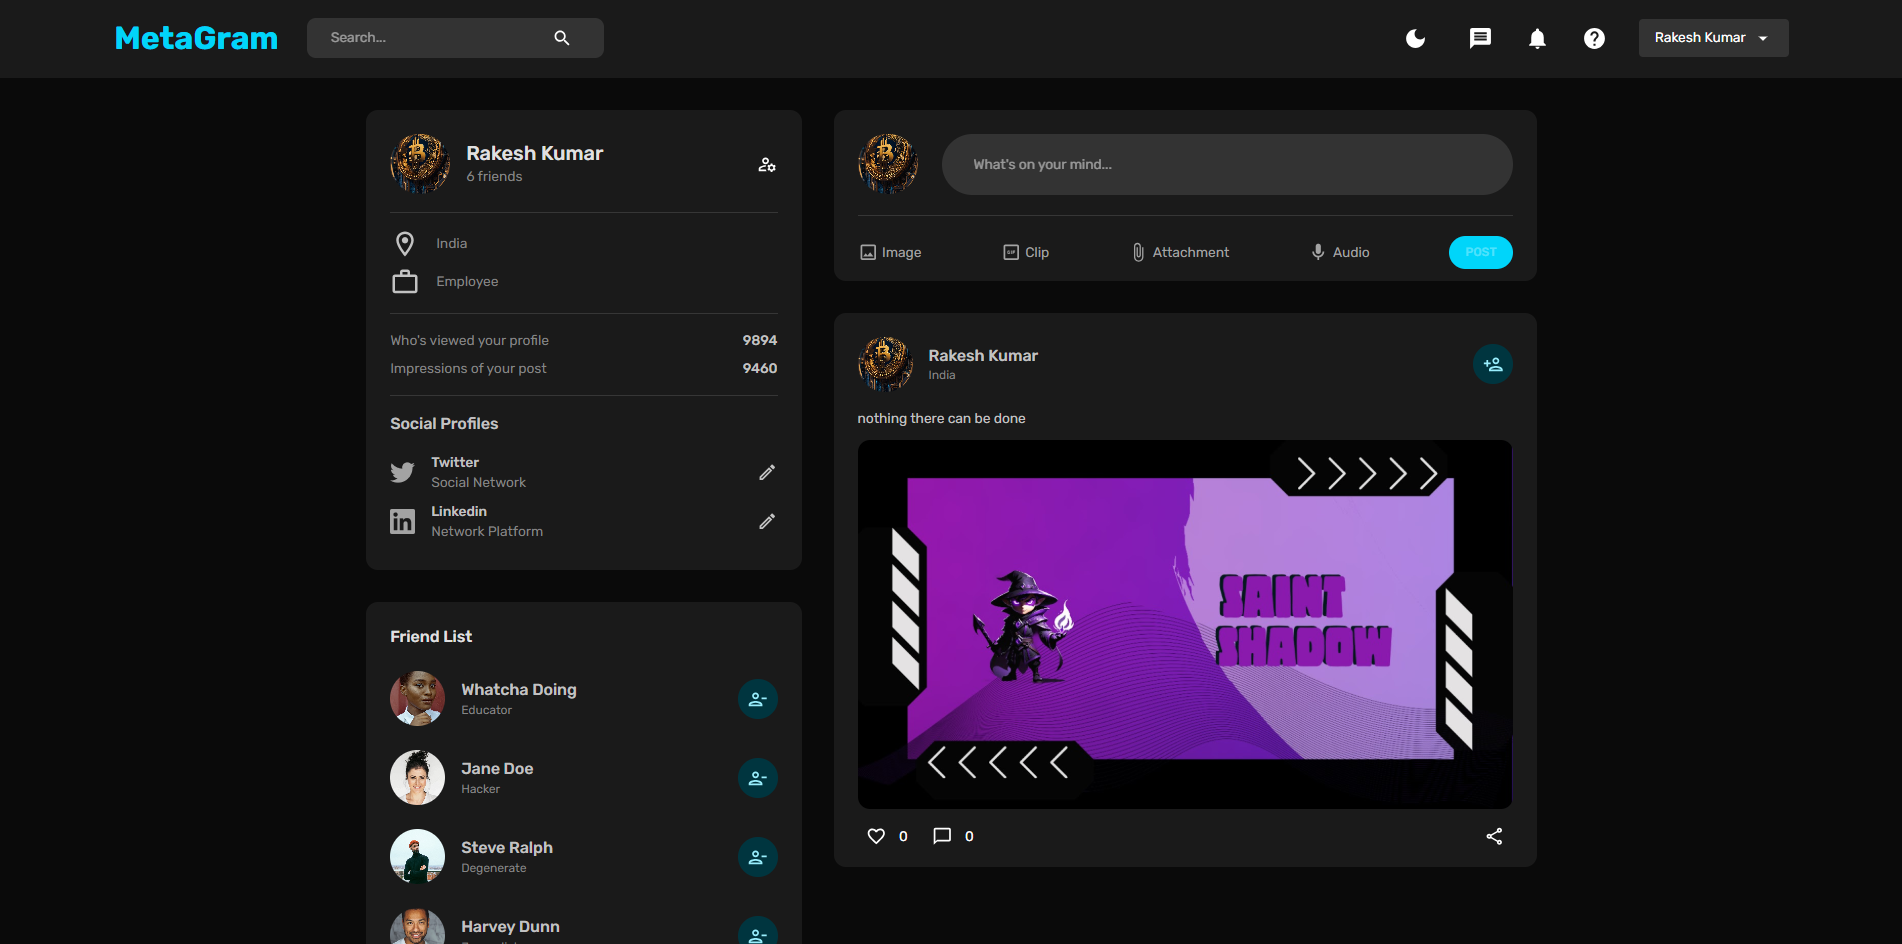 MetaGram
Search...
Rakesh Kumar
Rakesh Kumar
6 friends
India
Employee
Who's viewed your profile 9894
Impressions of your post 9460
Social Profiles
Twitter
Social Network
Linkedin
Network Platform
Friend List
Whatcha Doing
Educator
Jane Doe
Hacker
Steve Ralph
Degenerate
Harvey Dunn
What's on your mind...
Image
GIF
Clip
Attachment
Audio
POST
Rakesh Kumar
India
nothing there can be done
SAINT
SHADOW
0
0